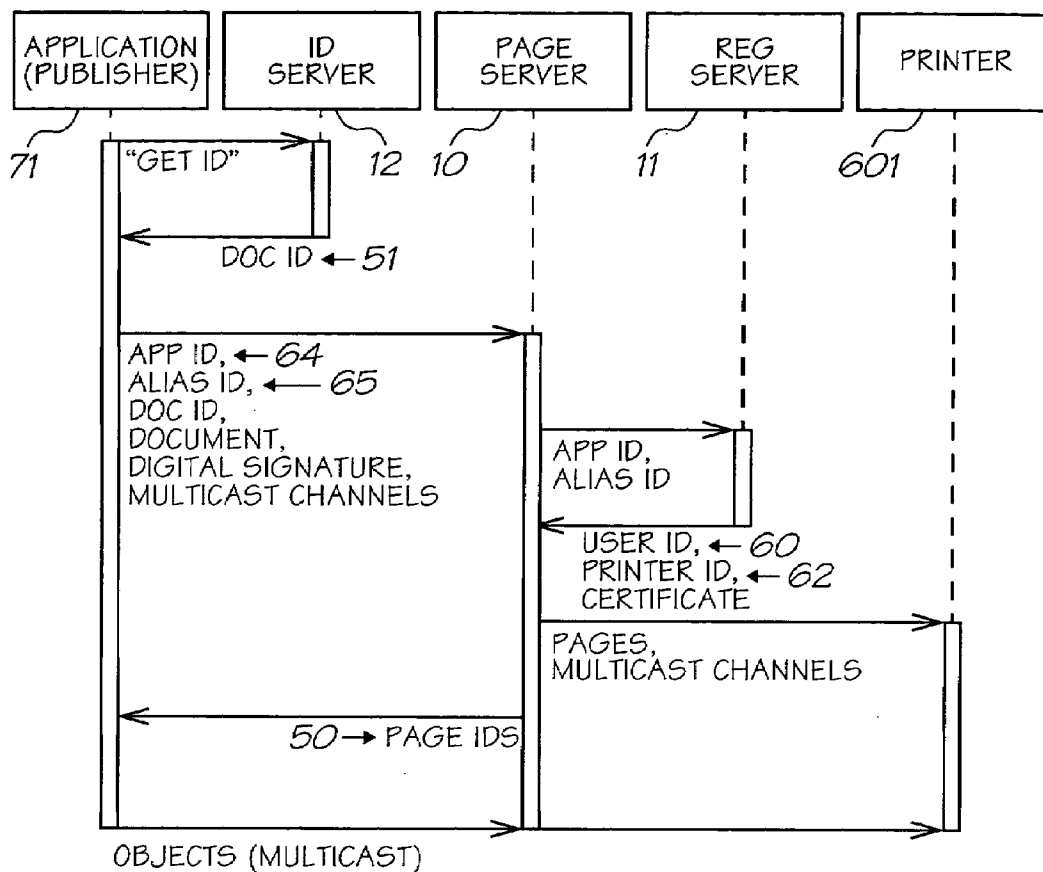 APPLICATION
(PUBLISHER)
ID
SERVER
PAGE
SERVER
REG
SERVER
PRINTER
71
12
10
11
601
"GET ID"
DOC ID
51
APP ID,
64
ALIAS ID,
65
DOC ID,
DOCUMENT,
DIGITAL SIGNATURE,
MULTICAST CHANNELS
APP ID,
ALIAS ID
USER ID,
60
PRINTER ID,
62
CERTIFICATE
PAGES,
MULTICAST CHANNELS
50
PAGE IDS
OBJECTS (MULTICAST)